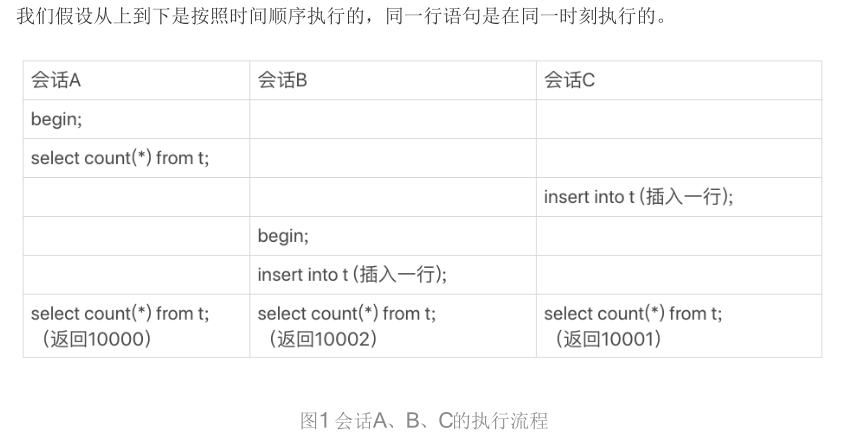 我们假设从上到下是按照时间顺序执行的，同一行语句是在同一时刻执行的。
会话A 会话B 会话C
begin;
select count(*) from t;
insert into t (插入一行);
begin;
insert into t (插入一行);
select count(*) from t; select count(*) from t; select count(*) from t;
（返回10000） （返回10002） （返回10001）
图1 会话A、B、C的执行流程